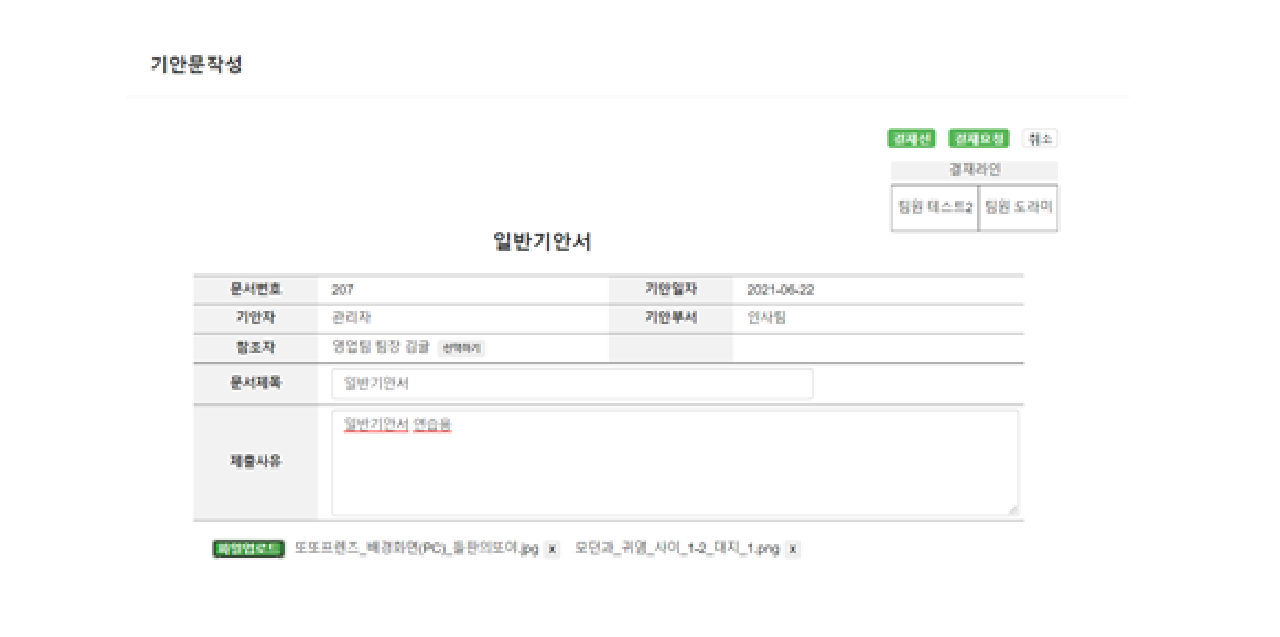 기안문작성
결재선 결재요청 취소
결재라인
팀원 테스트2 팀원 도라미
일반기안서
문서번호 207 기안일자 2021-06-22
기안자 관리자 기안부서 인사팀
참조자 영업팀 팀장 김글 선택하기
문서제목 일반기안서
제출사유 일반기안서 연습용
파일업로드 또또프렌즈_배경화면(PC)_들판의또야.jpg x 모던과_귀염_사이_1-2_대지_1.png x